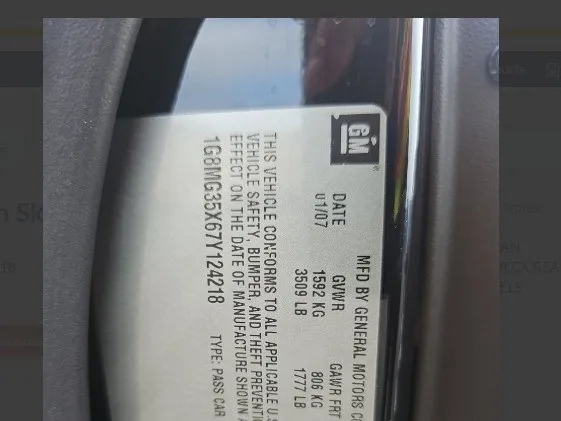 GM
MFD BY GENERAL MOTORS CO
DATE GVWR GAWR FRT
01/07 1592 KG 806 KG
3509 LB 1777 LB
THIS VEHICLE CONFORMS TO ALL APPLICABLE U.S
VEHICLE SAFETY, BUMPER, AND THEFT PREVENTI
EFFECT ON THE DATE OF MANUFACTURE SHOWN A
1G8MG35X67Y124218 TYPE: PASS CAR